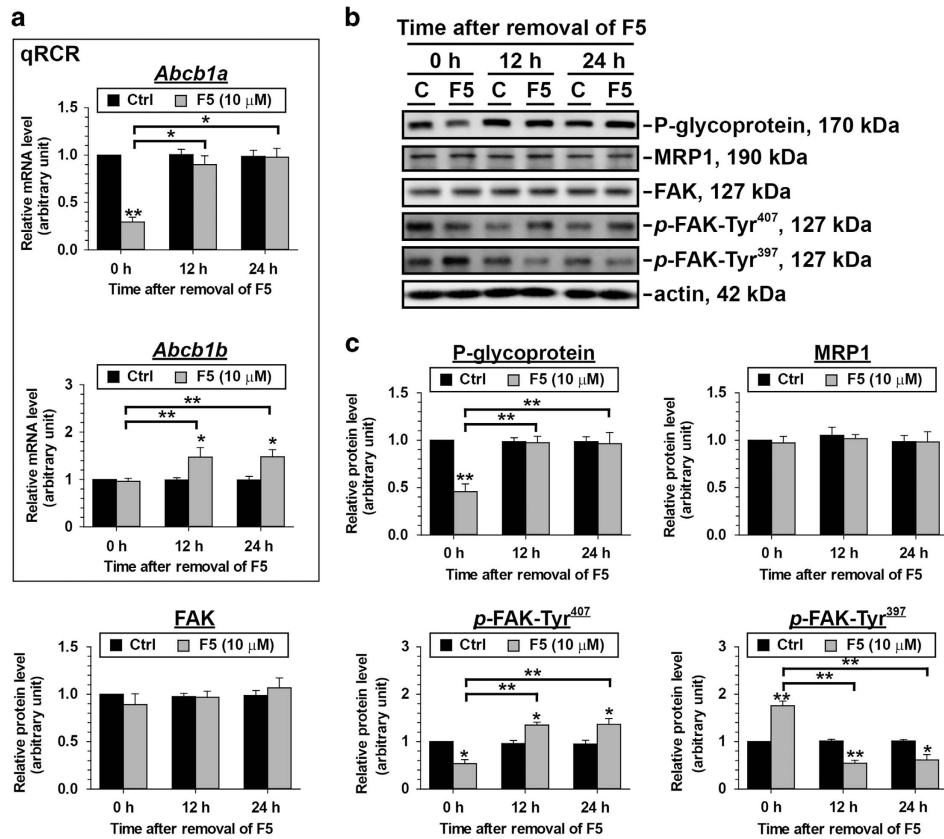 a
qRCR
Abcb1a
Ctrl F5 (10 μM)
Relative mRNA level
(arbitrary unit)
1.5
1.0
0.5
0.0
*
*
**
0 h 12 h 24 h
Time after removal of F5
Abcb1b
Ctrl F5 (10 μM)
Relative mRNA level
(arbitrary unit)
3
2
1
0
**
**
*
*
0 h 12 h 24 h
Time after removal of F5
b
Time after removal of F5
0 h 12 h 24 h
C F5 C F5 C F5
P-glycoprotein, 170 kDa
MRP1, 190 kDa
FAK, 127 kDa
p-FAK-Tyr⁴⁰⁷, 127 kDa
p-FAK-Tyr³⁹⁷, 127 kDa
actin, 42 kDa
c
P-glycoprotein
Ctrl F5 (10 μM)
Relative protein level
(arbitrary unit)
1.5
1.0
0.5
0.0
**
**
**
0 h 12 h 24 h
Time after removal of F5
MRP1
Ctrl F5 (10 μM)
Relative protein level
(arbitrary unit)
1.5
1.0
0.5
0.0
0 h 12 h 24 h
Time after removal of F5
FAK
Ctrl F5 (10 μM)
Relative protein level
(arbitrary unit)
1.5
1.0
0.5
0.0
0 h 12 h 24 h
Time after removal of F5
p-FAK-Tyr⁴⁰⁷
Ctrl F5 (10 μM)
Relative protein level
(arbitrary unit)
3
2
1
0
**
**
*
*
*
0 h 12 h 24 h
Time after removal of F5
p-FAK-Tyr³⁹⁷
Ctrl F5 (10 μM)
Relative protein level
(arbitrary unit)
3
2
1
0
**
**
**
**
*
0 h 12 h 24 h
Time after removal of F5